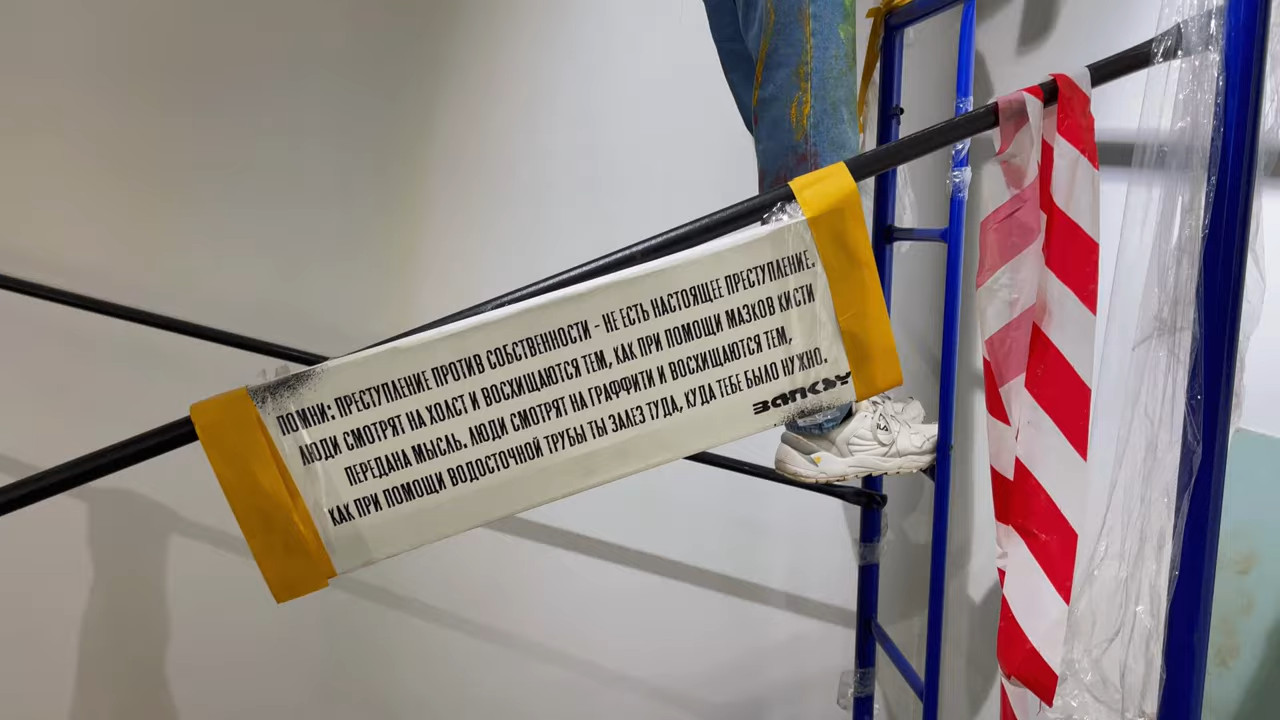 ПОМНИ: ПРЕСТУПЛЕНИЕ ПРОТИВ СОБСТВЕННОСТИ - НЕ ЕСТЬ НАСТОЯЩЕЕ ПРЕСТУПЛЕНИЕ.
ЛЮДИ СМОТРЯТ НА ХОЛСТ И ВОСХИЩАЮТСЯ ТЕМ, КАК ПРИ ПОМОЩИ МАЗКОВ КИСТИ
ПЕРЕДАНА МЫСЛЬ. ЛЮДИ СМОТРЯТ НА ГРАФФИТИ И ВОСХИЩАЮТСЯ ТЕМ,
КАК ПРИ ПОМОЩИ ВОДОСТОЧНОЙ ТРУБЫ ТЫ ЗАЛЕЗ ТУДА, КУДА ТЕБЕ БЫЛО НУЖНО.
BANKSY
FILA